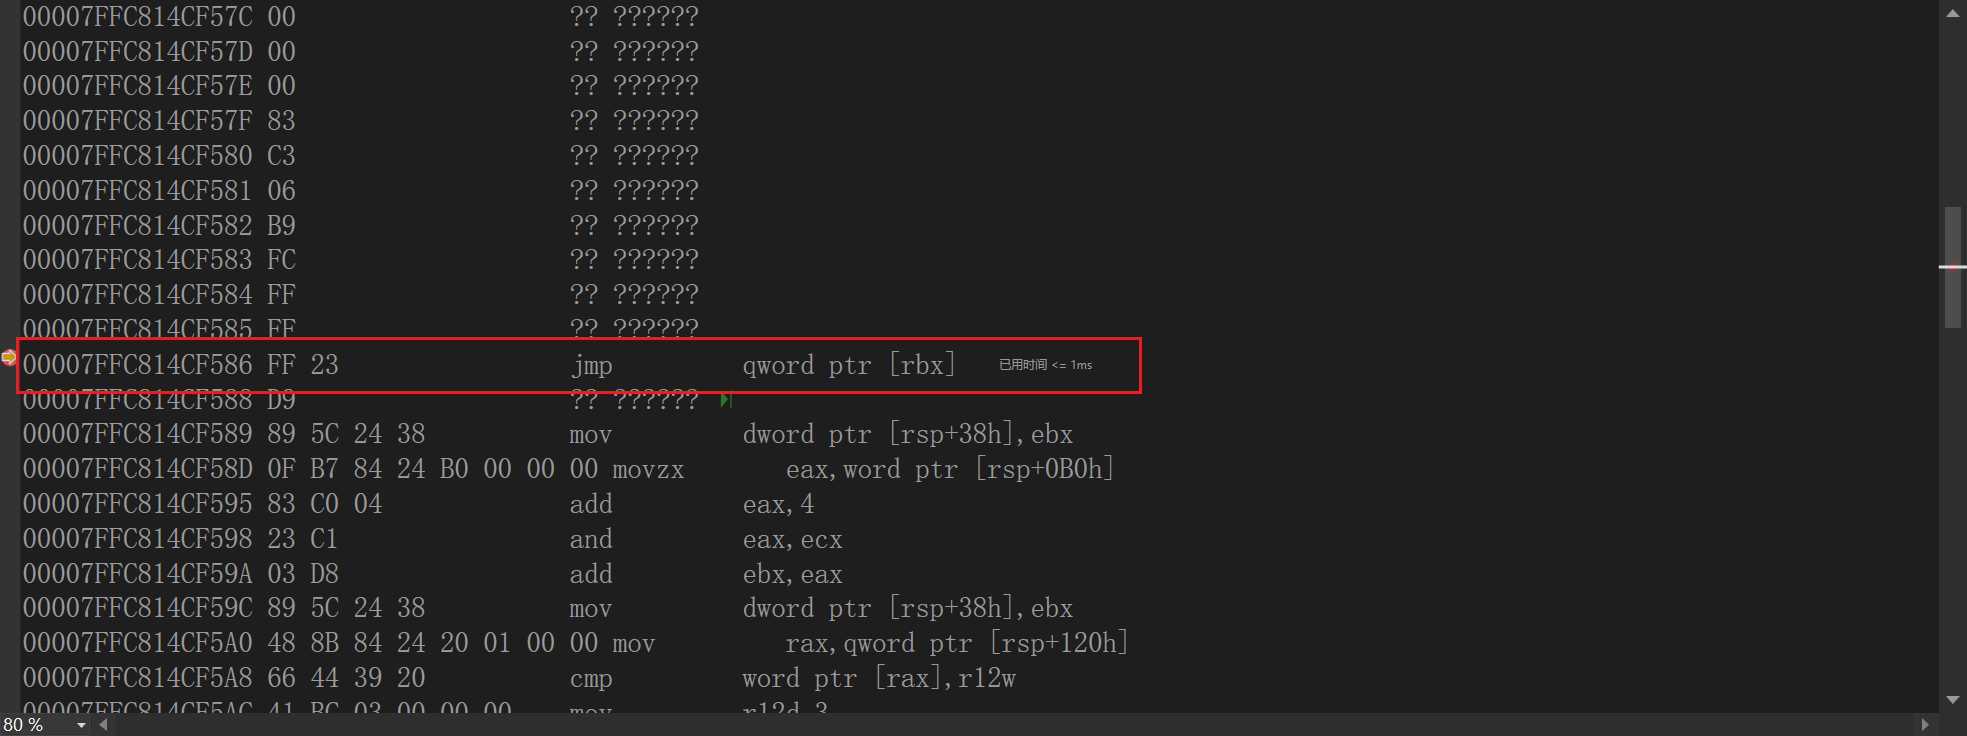 00007FFC814CF57C 00 ?? ??????
00007FFC814CF57D 00 ?? ??????
00007FFC814CF57E 00 ?? ??????
00007FFC814CF57F 83 ?? ??????
00007FFC814CF580 C3 ?? ??????
00007FFC814CF581 06 ?? ??????
00007FFC814CF582 B9 ?? ??????
00007FFC814CF583 FC ?? ??????
00007FFC814CF584 FF ?? ??????
00007FFC814CF585 FF ?? ??????
00007FFC814CF586 FF 23 jmp qword ptr [rbx] 已用时间 <= 1ms
00007FFC814CF588 D9 ?? ??????
00007FFC814CF589 89 5C 24 38 mov dword ptr [rsp+38h],ebx
00007FFC814CF58D 0F B7 84 24 B0 00 00 00 movzx eax,word ptr [rsp+0B0h]
00007FFC814CF595 83 C0 04 add eax,4
00007FFC814CF598 23 C1 and eax,ecx
00007FFC814CF59A 03 D8 add ebx,eax
00007FFC814CF59C 89 5C 24 38 mov dword ptr [rsp+38h],ebx
00007FFC814CF5A0 48 8B 84 24 20 01 00 00 mov rax,qword ptr [rsp+120h]
00007FFC814CF5A8 66 44 39 20 cmp word ptr [rax],r12w
00007FFC814CF5AC 41 BC 03 00 00 00 mov r12d,3
80 %